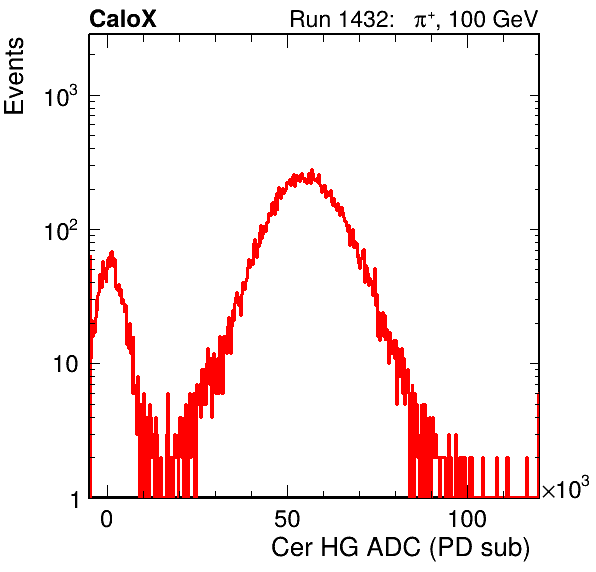 CaloX Run 1432: π⁺, 100 GeV
Events
10³
10²
10
1
0 50 100 ×10³
Cer HG ADC (PD sub)